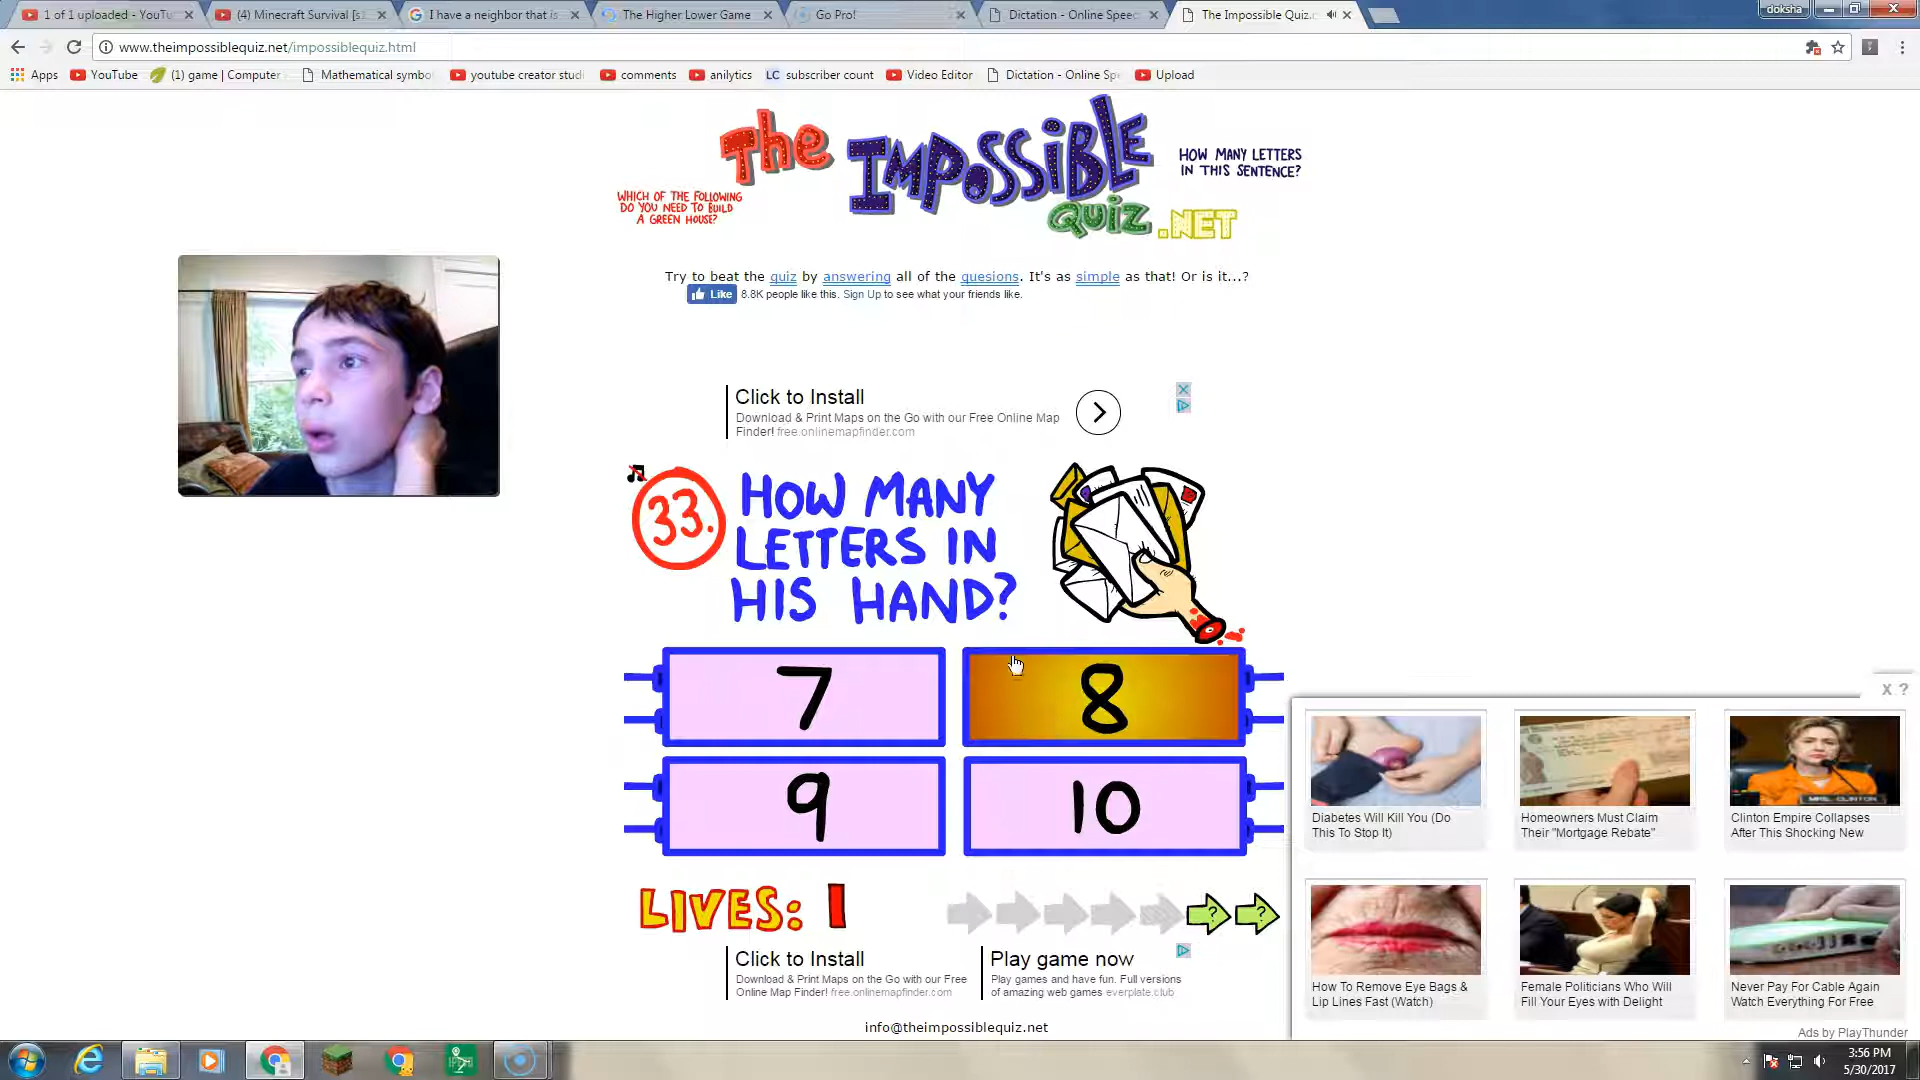 1 of 1 uploaded - YouTu
(4) Minecraft Survival [s1
I have a neighbor that is
The Higher Lower Game
Go Pro!
Dictation - Online Speec
The Impossible Quiz.n
doksha
www.theimpossiblequiz.net/impossiblequiz.html
Apps
YouTube
(1) game | Computer
Mathematical symbo
youtube creator studi
comments
anilytics
LC subscriber count
Video Editor
Dictation - Online Spe
Upload
The IMPOSSIBLE QUIZ .NET
WHICH OF THE FOLLOWING
DO YOU NEED TO BUILD
A GREEN HOUSE?
HOW MANY LETTERS
IN THIS SENTENCE?
Try to beat the quiz by answering all of the quesions. It's as simple as that! Or is it...?
Like 8.8K people like this. Sign Up to see what your friends like.
Click to Install
Download & Print Maps on the Go with our Free Online Map
Finder! free.onlinemapfinder.com
33.
HOW MANY
LETTERS IN
HIS HAND?
7
8
9
10
LIVES: 1
? ?
Click to Install
Download & Print Maps on the Go with our Free
Online Map Finder! free.onlinemapfinder.com
Play game now
Play games and have fun. Full versions
of amazing web games everplate.club
info@theimpossiblequiz.net
X ?
Diabetes Will Kill You (Do
This To Stop It)
Homeowners Must Claim
Their "Mortgage Rebate"
MRS. CLINTON
Clinton Empire Collapses
After This Shocking New
How To Remove Eye Bags &
Lip Lines Fast (Watch)
Female Politicians Who Will
Fill Your Eyes with Delight
Never Pay For Cable Again
Watch Everything For Free
Ads by PlayThunder
3:56 PM
5/30/2017